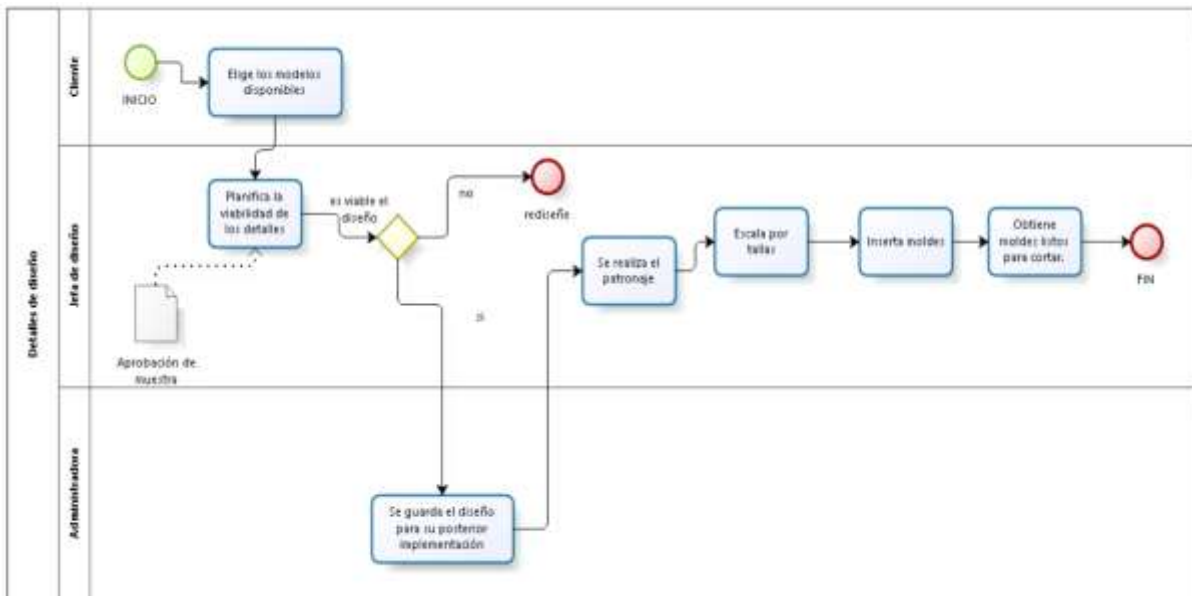 Detalles de diseño
Cliente
INICIO
Elige los modelos
disponibles
Jefa de diseño
Planifica la
viabilidad de
los detalles
es viable el
diseño
no
rediseñe
si
Aprobación de
muestra
Se realiza el
patronaje
Escala por
tallas
Inserta moldes
Obtiene
moldes listos
para cortar.
FIN
Administradora
Se guarda el diseño
para su posterior
implementación